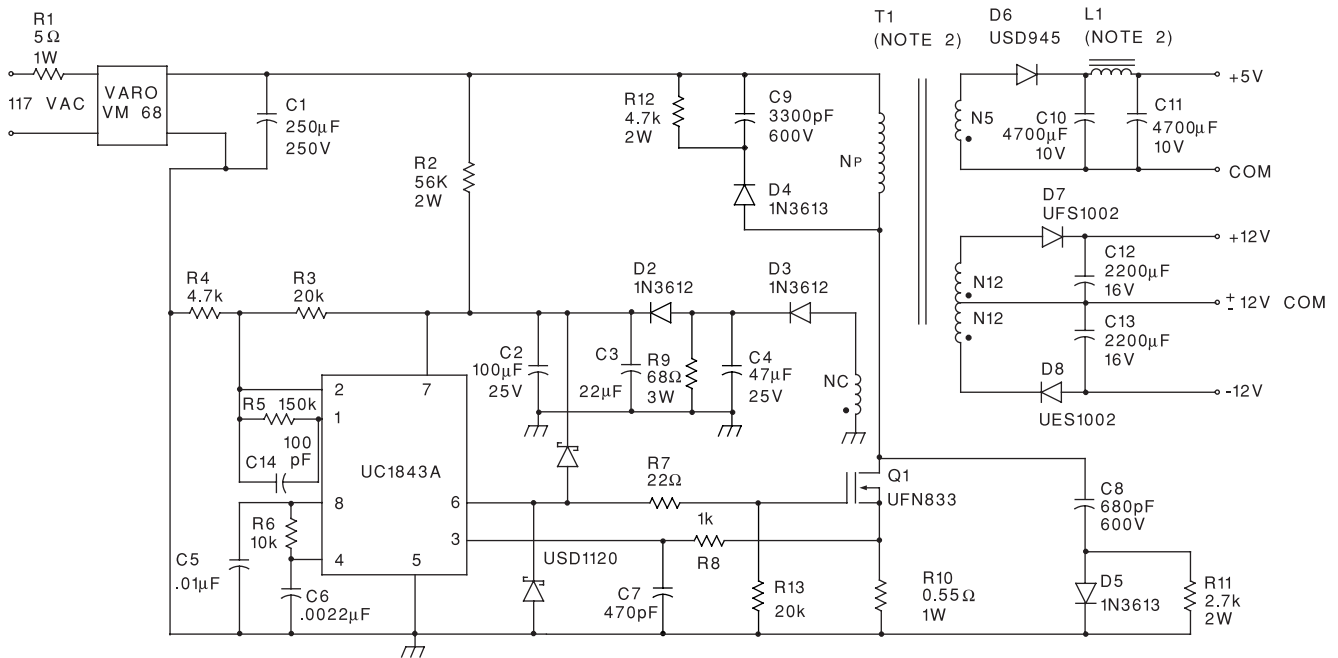 R1
5Ω
1W
117 VAC
VARO
VM 68
C1
250µF
250V
R2
56K
2W
R12
4.7k
2W
C9
3300pF
600V
D4
1N3613
NP
T1
(NOTE 2)
D6
USD945
L1
(NOTE 2)
+5V
N5
C10
4700µF
10V
C11
4700µF
10V
COM
D7
UFS1002
+12V
N12
N12
C12
2200µF
16V
± 12V COM
C13
2200µF
16V
D8
UES1002
-12V
R4
4.7k
R3
20k
D2
1N3612
D3
1N3612
C2
100µF
25V
C3
22µF
R9
68Ω
3W
C4
47µF
25V
NC
2
7
R5 150k
1
100
pF
C14
UC1843A
8
6
R6
10k
3
4
5
C5
.01µF
C6
.0022µF
USD1120
R7
22Ω
1k
R8
Q1
UFN833
C7
470pF
R13
20k
R10
0.55Ω
1W
C8
680pF
600V
D5
1N3613
R11
2.7k
2W